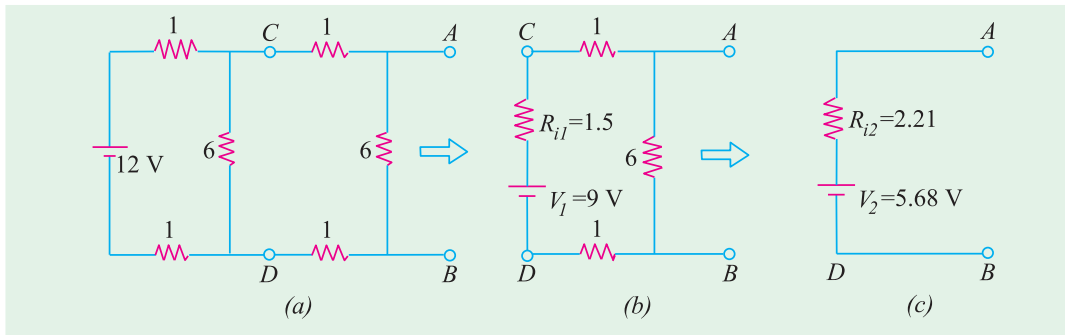 1
C
1
A
12 V
6
6
1
D
1
B
(a)
C
1
A
R_{i1}=1.5
6
V_1=9 V
D
1
B
(b)
A
R_{i2}=2.21
V_2=5.68 V
D
B
(c)